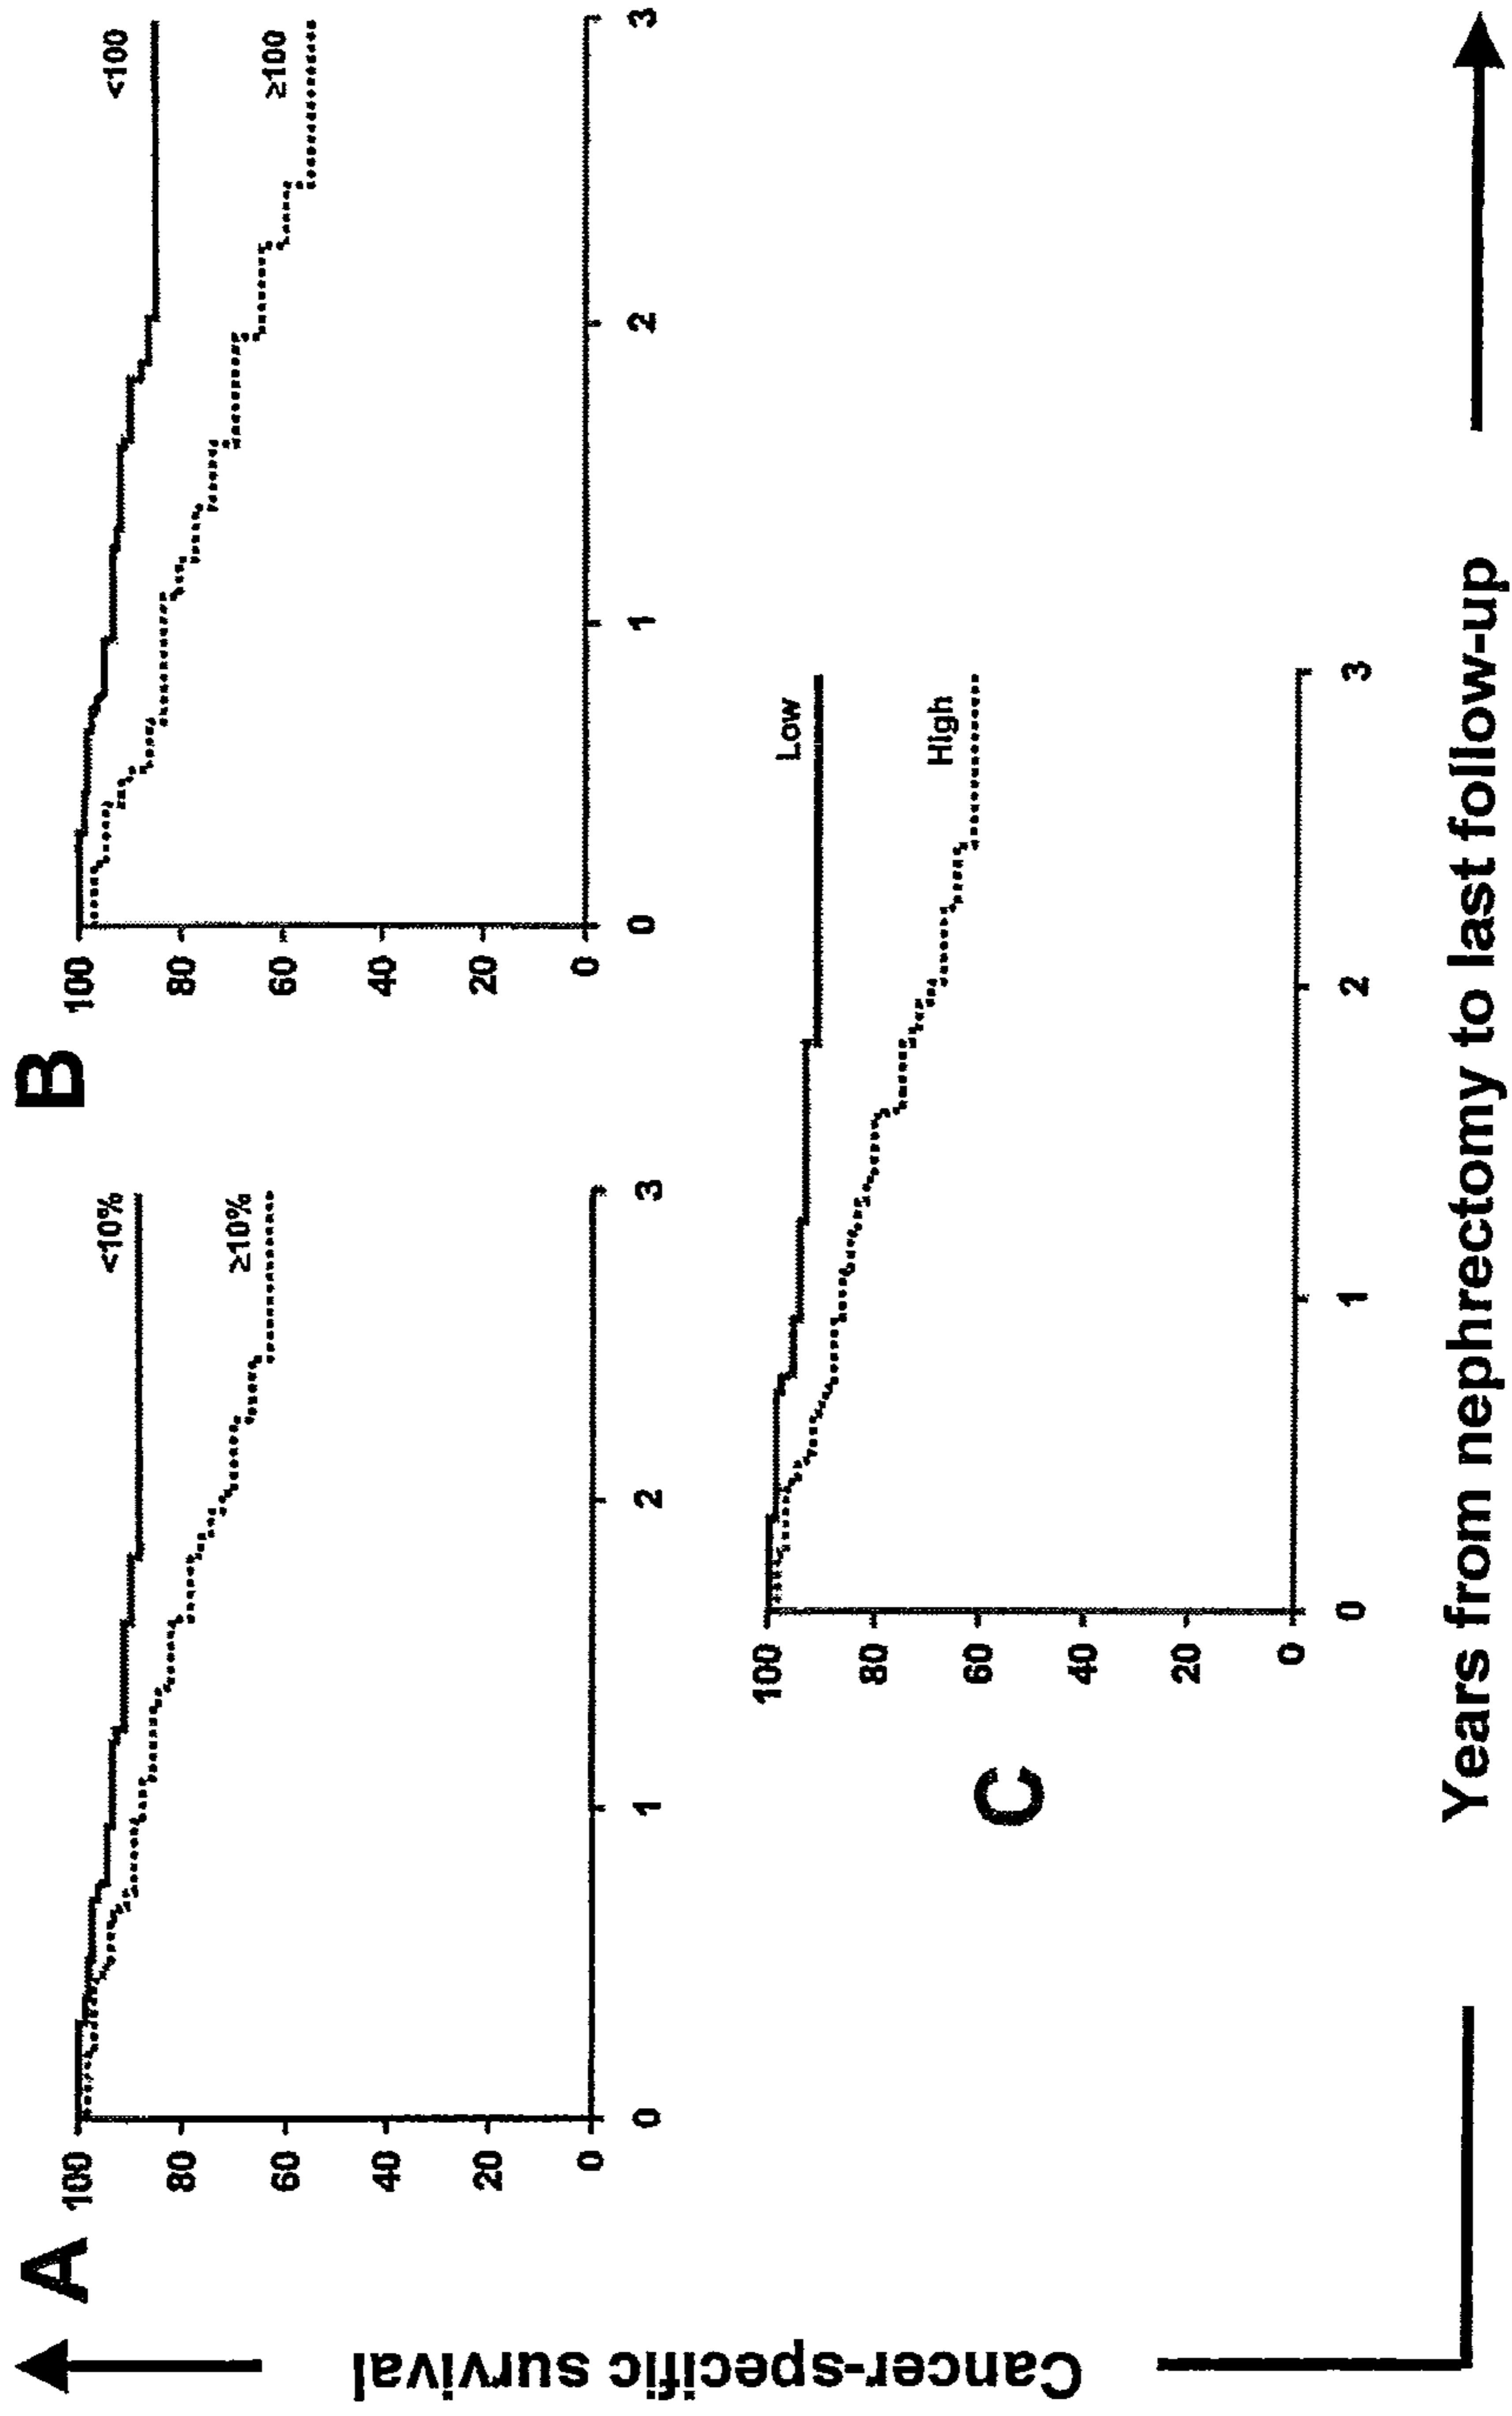 A
100
80
60
40
20
0
0 1 2 3
<10%
≥10%
B
100
80
60
40
20
0
0 1 2 3
<100
≥100
C
100
80
60
40
20
0
0 1 2 3
Low
High
Cancer-specific survival
Years from nephrectomy to last follow-up